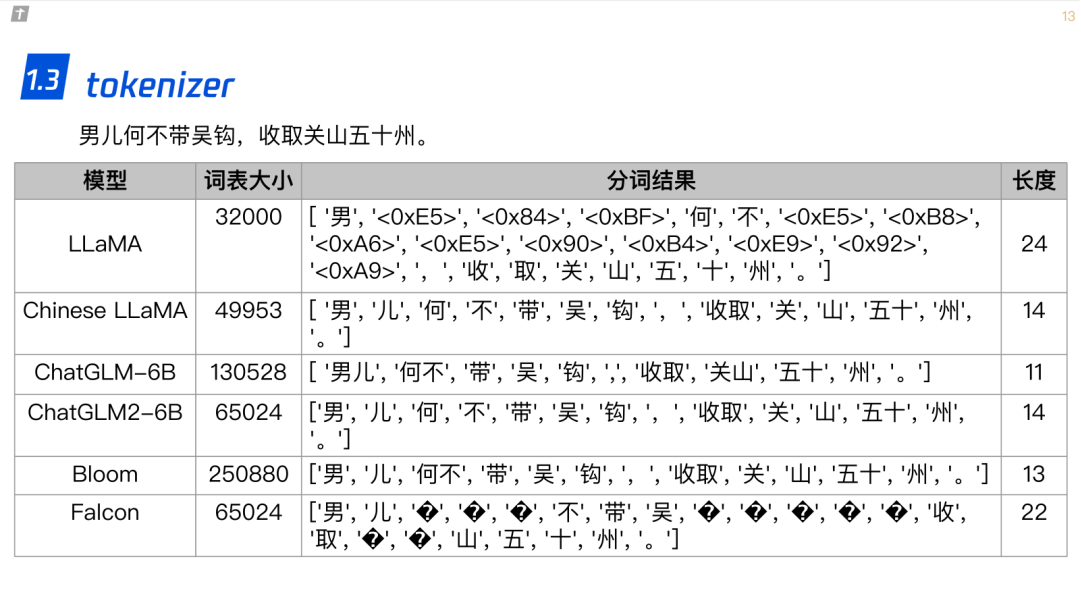 13
1.3 tokenizer
男儿何不带吴钩，收取关山五十州。
模型 词表大小 分词结果 长度
LLaMA 32000 [ '男', '<0xE5>', '<0x84>', '<0xBF>', '何', '不', '<0xE5>', '<0xB8>',
'<0xA6>', '<0xE5>', '<0x90>', '<0xB4>', '<0xE9>', '<0x92>',
'<0xA9>', '，', '收', '取', '关', '山', '五', '十', '州', '。'] 24
Chinese LLaMA 49953 [ '男', '儿', '何', '不', '带', '吴', '钩', '，', '收取', '关', '山', '五十', '州',
'。'] 14
ChatGLM-6B 130528 [ '男儿', '何不', '带', '吴', '钩', ',', '收取', '关山', '五十', '州', '。'] 11
ChatGLM2-6B 65024 ['男', '儿', '何', '不', '带', '吴', '钩', '，', '收取', '关', '山', '五十', '州',
'。'] 14
Bloom 250880 ['男', '儿', '何不', '带', '吴', '钩', '，', '收取', '关', '山', '五十', '州', '。'] 13
Falcon 65024 ['男', '儿', '�', '�', '�', '不', '带', '吴', '�', '�', '�', '�', '�', '收',
'取', '�', '�', '山', '五', '十', '州', '。'] 22